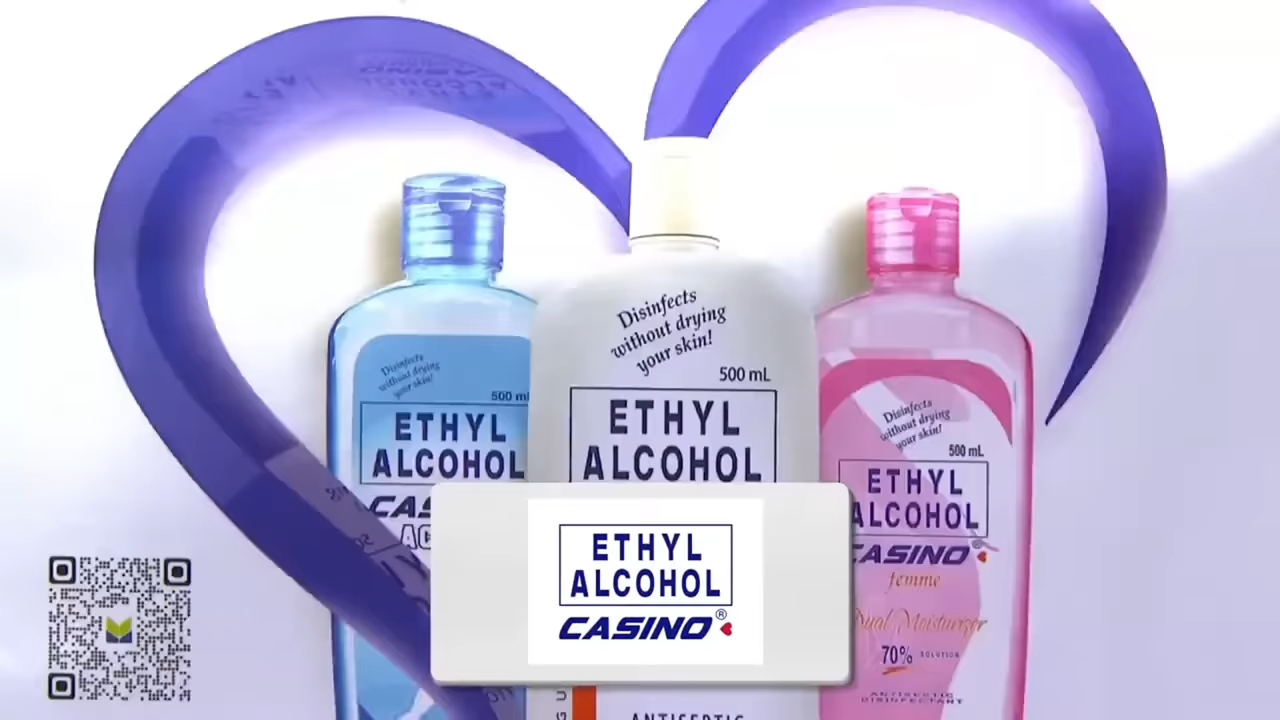 Disinfects
without drying
your skin!
500 ml
ETHYL
ALCOHOL
Disinfects
without drying
your skin!
500 mL
ETHYL
ALCOHOL
ANTISEPTIC
Disinfects
without drying
your skin!
500 mL
ETHYL
ALCOHOL
CASINO
femme
Dual Moisturizer
70% SOLUTION
ANTISEPTIC
DISINFECTANT
ETHYL
ALCOHOL
CASINO®